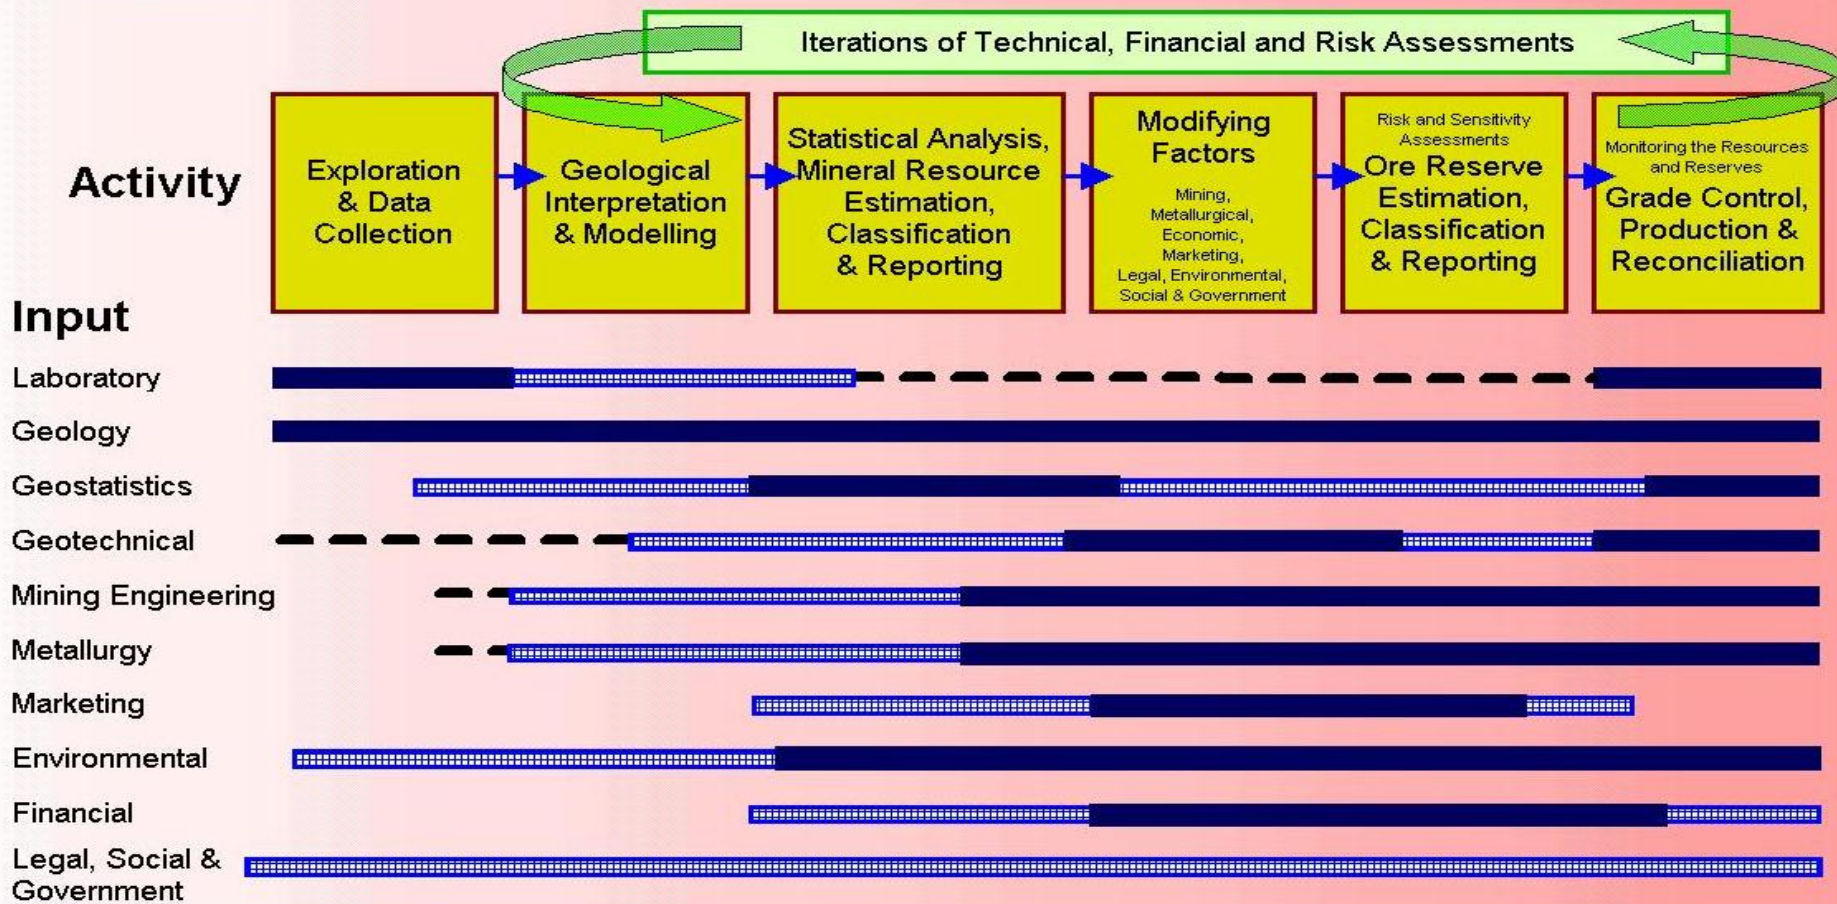 Iterations of Technical, Financial and Risk Assessments
Activity
Exploration
& Data
Collection
Geological
Interpretation
& Modelling
Statistical Analysis,
Mineral Resource
Estimation,
Classification
& Reporting
Modifying
Factors
Mining,
Metallurgical,
Economic,
Marketing,
Legal, Environmental,
Social & Government
Risk and Sensitivity
Assessments
Ore Reserve
Estimation,
Classification
& Reporting
Monitoring the Resources
and Reserves
Grade Control,
Production &
Reconciliation
Input
Laboratory
Geology
Geostatistics
Geotechnical
Mining Engineering
Metallurgy
Marketing
Environmental
Financial
Legal, Social &
Government